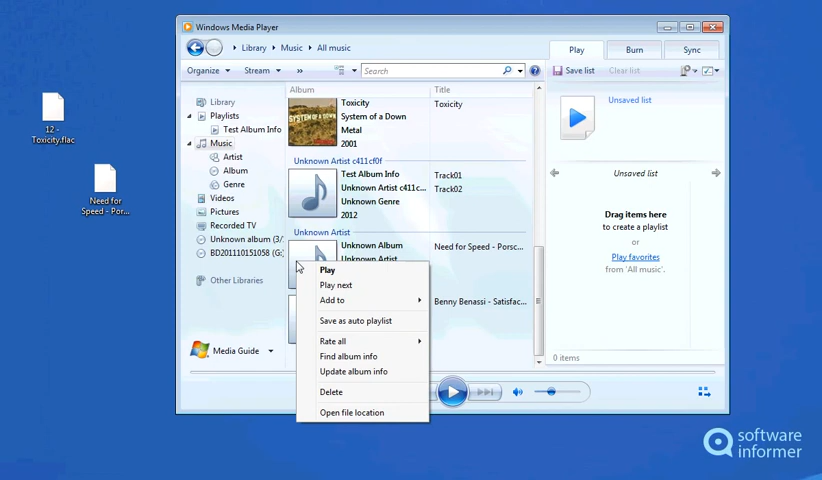 Windows Media Player
Library
Music
All music
Play
Burn
Sync
Organize
Stream
»
Search
Save list
Clear list
Album
Title
Library
Playlists
Test Album Info
Music
Artist
Album
Genre
Videos
Pictures
Recorded TV
Unknown album (3/
BD201110151058 (G:
Other Libraries
Media Guide
Toxicity
Toxicity
System of a Down
Metal
2001
Unknown Artist c411cf0f
Test Album Info
Track01
Unknown Artist c411c...
Track02
Unknown Genre
2012
Unknown Artist
Unknown Album
Need for Speed - Porsc...
Unknown Artist
Benny Benassi - Satisfac...
Play
Play next
Add to
Save as auto playlist
Rate all
Find album info
Update album info
Delete
Open file location
Unsaved list
Unsaved list
Drag items here
to create a playlist
or
Play favorites
from 'All music'.
0 items
12 -
Toxicity.flac
Need for
Speed - Pors...
software
informer